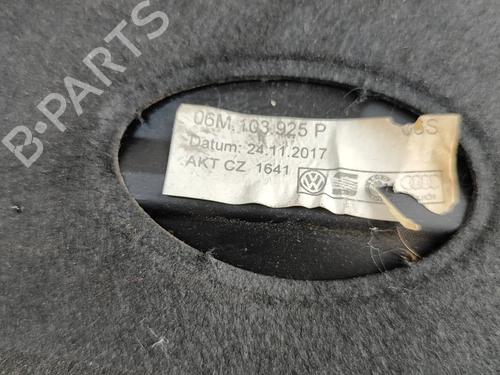 B-PARTS
06M.103.925 P
Datum: 24.11.2017
AKT CZ 1641